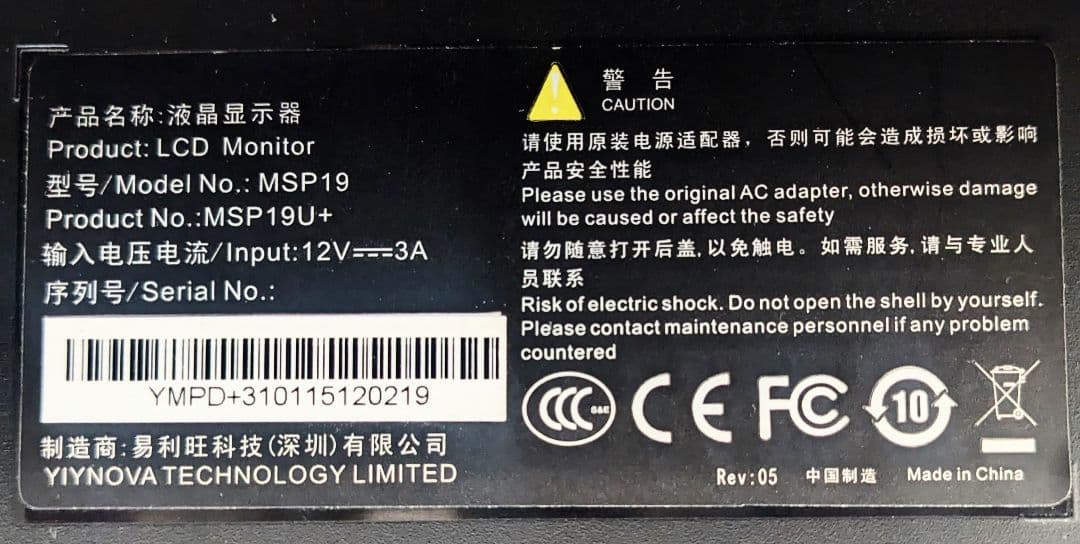 产品名称:液晶显示器
Product: LCD Monitor
型号/Model No.: MSP19
Product No.:MSP19U+
输入电压电流/Input:12V⎓3A
序列号/Serial No.:
YMPD+310115120219
制造商:易利旺科技(深圳)有限公司
YIYNOVA TECHNOLOGY LIMITED
警 告
CAUTION
请使用原装电源适配器，否则可能会造成损坏或影响
产品安全性能
Please use the original AC adapter, otherwise damage
will be caused or affect the safety
请勿随意打开后盖,以免触电。如需服务,请与专业人
员联系
Risk of electric shock. Do not open the shell by yourself.
Please contact maintenance personnel if any problem
countered
CCC S&E CE FC 10
Rev:05 中国制造 Made in China